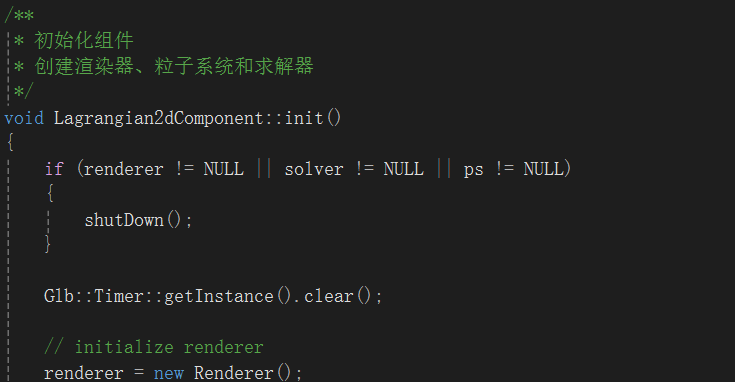 /**
* 初始化组件
* 创建渲染器、粒子系统和求解器
*/
void Lagrangian2dComponent::init()
{
if (renderer != NULL || solver != NULL || ps != NULL)
{
shutDown();
}
Glb::Timer::getInstance().clear();
// initialize renderer
renderer = new Renderer();